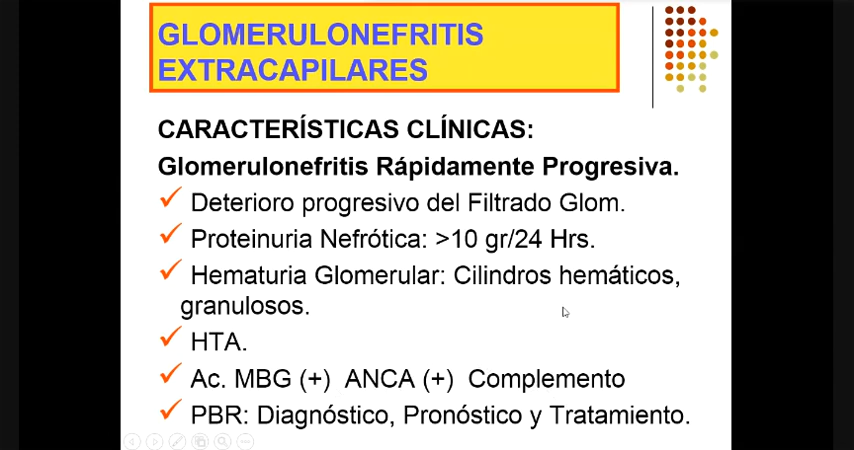 GLOMERULONEFRITIS
EXTRACAPILARES
CARACTERÍSTICAS CLÍNICAS:
Glomerulonefritis Rápidamente Progresiva.
Deterioro progresivo del Filtrado Glom.
Proteinuria Nefrótica: >10 gr/24 Hrs.
Hematuria Glomerular: Cilindros hemáticos,
granulosos.
HTA.
Ac. MBG (+) ANCA (+) Complemento
PBR: Diagnóstico, Pronóstico y Tratamiento.